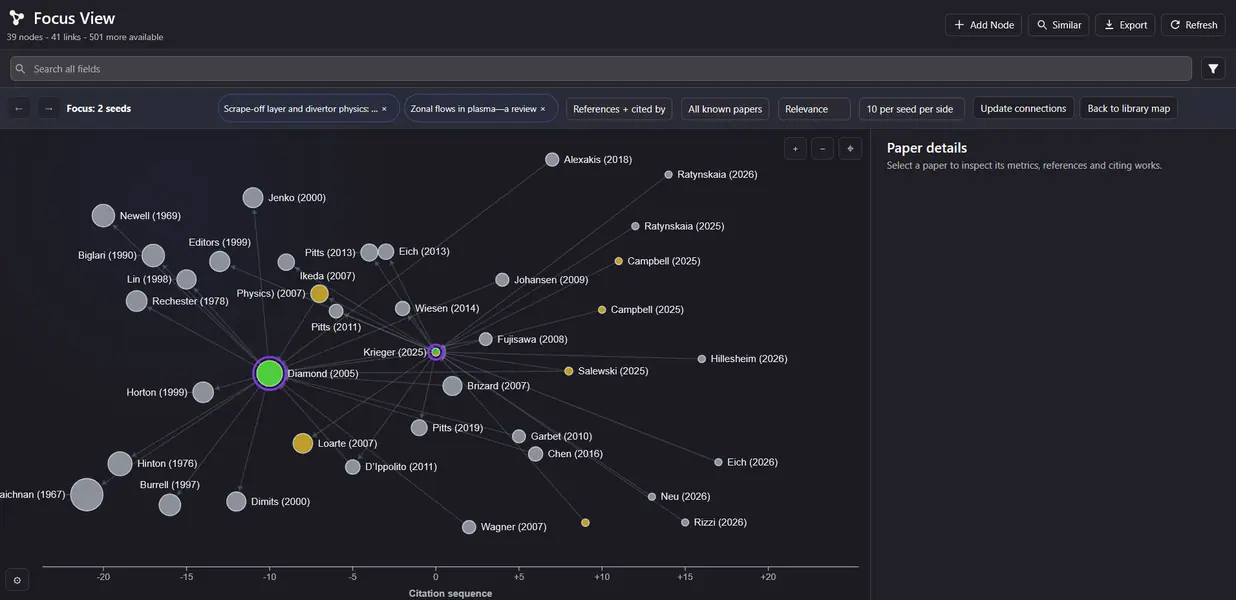 Focus View
39 nodes - 41 links - 501 more available
+ Add Node
Similar
Export
Refresh
Search all fields
← → Focus: 2 seeds
Scrape-off layer and divertor physics: ... ×
Zonal flows in plasma—a review ×
References + cited by
All known papers
Relevance
10 per seed per side
Update connections
Back to library map
+ −
Paper details
Select a paper to inspect its metrics, references and citing works.
Alexakis (2018)
Ratynskaia (2026)
Jenko (2000)
Newell (1969)
Ratynskaia (2025)
Editors (1999)
Pitts (2013)
Eich (2013)
Biglari (1990)
Campbell (2025)
Ikeda (2007)
Lin (1998)
Johansen (2009)
Physics) (2007)
Rechester (1978)
Wiesen (2014)
Campbell (2025)
Pitts (2011)
Fujisawa (2008)
Krieger (2025)
Hillesheim (2026)
Diamond (2005)
Salewski (2025)
Brizard (2007)
Horton (1999)
Pitts (2019)
Garbet (2010)
Loarte (2007)
Chen (2016)
Hinton (1976)
D'Ippolito (2011)
Eich (2026)
Burrell (1997)
aichnan (1967)
Neu (2026)
Dimits (2000)
Wagner (2007)
Rizzi (2026)
-20 -15 -10 -5 0 +5 +10 +15 +20
Citation sequence